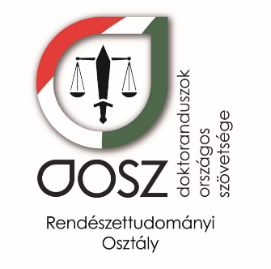 DOSZ
doktoranduszok
országos
szövetsége
Rendészettudományi
Osztály